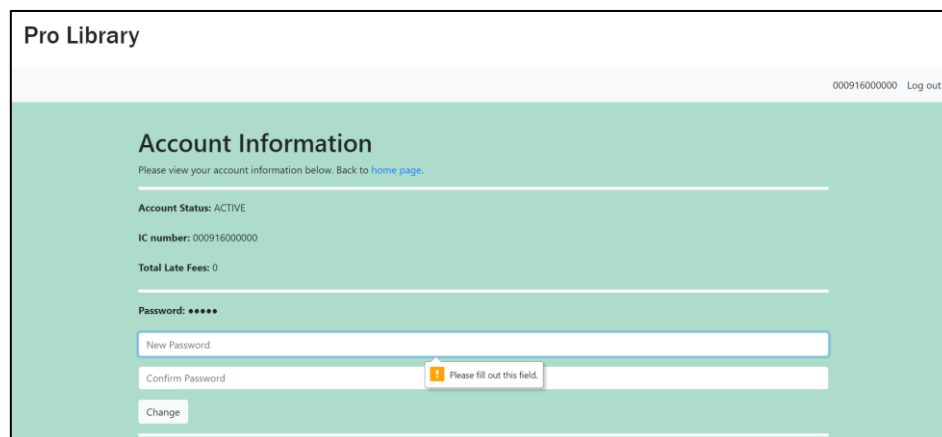 Pro Library
000916000000 Log out
Account Information
Please view your account information below. Back to home page.
Account Status: ACTIVE
IC number: 000916000000
Total Late Fees: 0
Password: •••••
New Password
Please fill out this field.
Confirm Password
Change